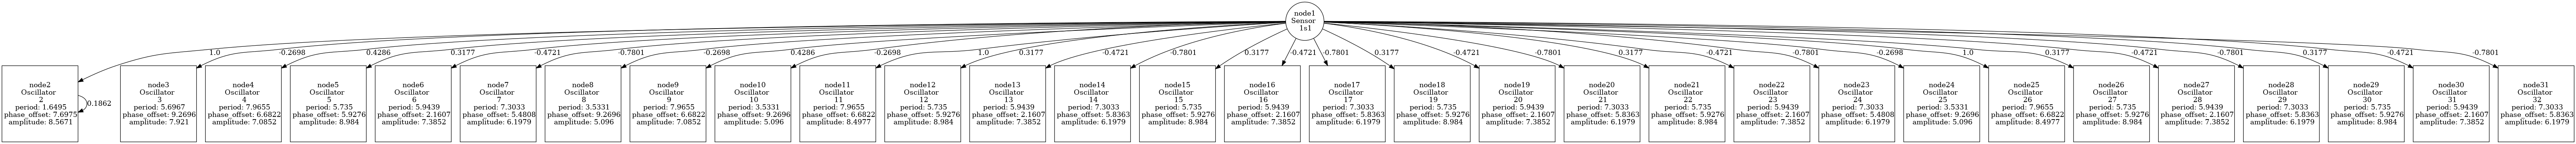 node1
Sensor
1s1
1.0
-0.2698
0.4286
0.3177
-0.4721
-0.7801
-0.2698
0.4286
-0.2698
1.0
0.3177
-0.4721
-0.7801
0.3177
-0.4721
-0.7801
0.3177
-0.4721
-0.7801
0.3177
-0.4721
-0.7801
-0.2698
1.0
0.3177
-0.4721
-0.7801
0.3177
-0.4721
-0.7801
node2
Oscillator
2
period: 1.6495
phase_offset: 7.6975
amplitude: 8.5671
0.1862
node3
Oscillator
3
period: 5.6967
phase_offset: 9.2696
amplitude: 7.921
node4
Oscillator
4
period: 7.9655
phase_offset: 6.6822
amplitude: 7.0852
node5
Oscillator
5
period: 5.735
phase_offset: 5.9276
amplitude: 8.984
node6
Oscillator
6
period: 5.9439
phase_offset: 2.1607
amplitude: 7.3852
node7
Oscillator
7
period: 7.3033
phase_offset: 5.4808
amplitude: 6.1979
node8
Oscillator
8
period: 3.5331
phase_offset: 9.2696
amplitude: 5.096
node9
Oscillator
9
period: 7.9655
phase_offset: 6.6822
amplitude: 7.0852
node10
Oscillator
10
period: 3.5331
phase_offset: 9.2696
amplitude: 5.096
node11
Oscillator
11
period: 7.9655
phase_offset: 6.6822
amplitude: 8.4977
node12
Oscillator
12
period: 5.735
phase_offset: 5.9276
amplitude: 8.984
node13
Oscillator
13
period: 5.9439
phase_offset: 2.1607
amplitude: 7.3852
node14
Oscillator
14
period: 7.3033
phase_offset: 5.8363
amplitude: 6.1979
node15
Oscillator
15
period: 5.735
phase_offset: 5.9276
amplitude: 8.984
node16
Oscillator
16
period: 5.9439
phase_offset: 2.1607
amplitude: 7.3852
node17
Oscillator
17
period: 7.3033
phase_offset: 5.8363
amplitude: 6.1979
node18
Oscillator
19
period: 5.735
phase_offset: 5.9276
amplitude: 8.984
node19
Oscillator
20
period: 5.9439
phase_offset: 2.1607
amplitude: 7.3852
node20
Oscillator
21
period: 7.3033
phase_offset: 5.8363
amplitude: 6.1979
node21
Oscillator
22
period: 5.735
phase_offset: 5.9276
amplitude: 8.984
node22
Oscillator
23
period: 5.9439
phase_offset: 2.1607
amplitude: 7.3852
node23
Oscillator
24
period: 7.3033
phase_offset: 5.4808
amplitude: 6.1979
node24
Oscillator
25
period: 3.5331
phase_offset: 9.2696
amplitude: 5.096
node25
Oscillator
26
period: 7.9655
phase_offset: 6.6822
amplitude: 8.4977
node26
Oscillator
27
period: 5.735
phase_offset: 5.9276
amplitude: 8.984
node27
Oscillator
28
period: 5.9439
phase_offset: 2.1607
amplitude: 7.3852
node28
Oscillator
29
period: 7.3033
phase_offset: 5.8363
amplitude: 6.1979
node29
Oscillator
30
period: 5.735
phase_offset: 5.9276
amplitude: 8.984
node30
Oscillator
31
period: 5.9439
phase_offset: 2.1607
amplitude: 7.3852
node31
Oscillator
32
period: 7.3033
phase_offset: 5.8363
amplitude: 6.1979